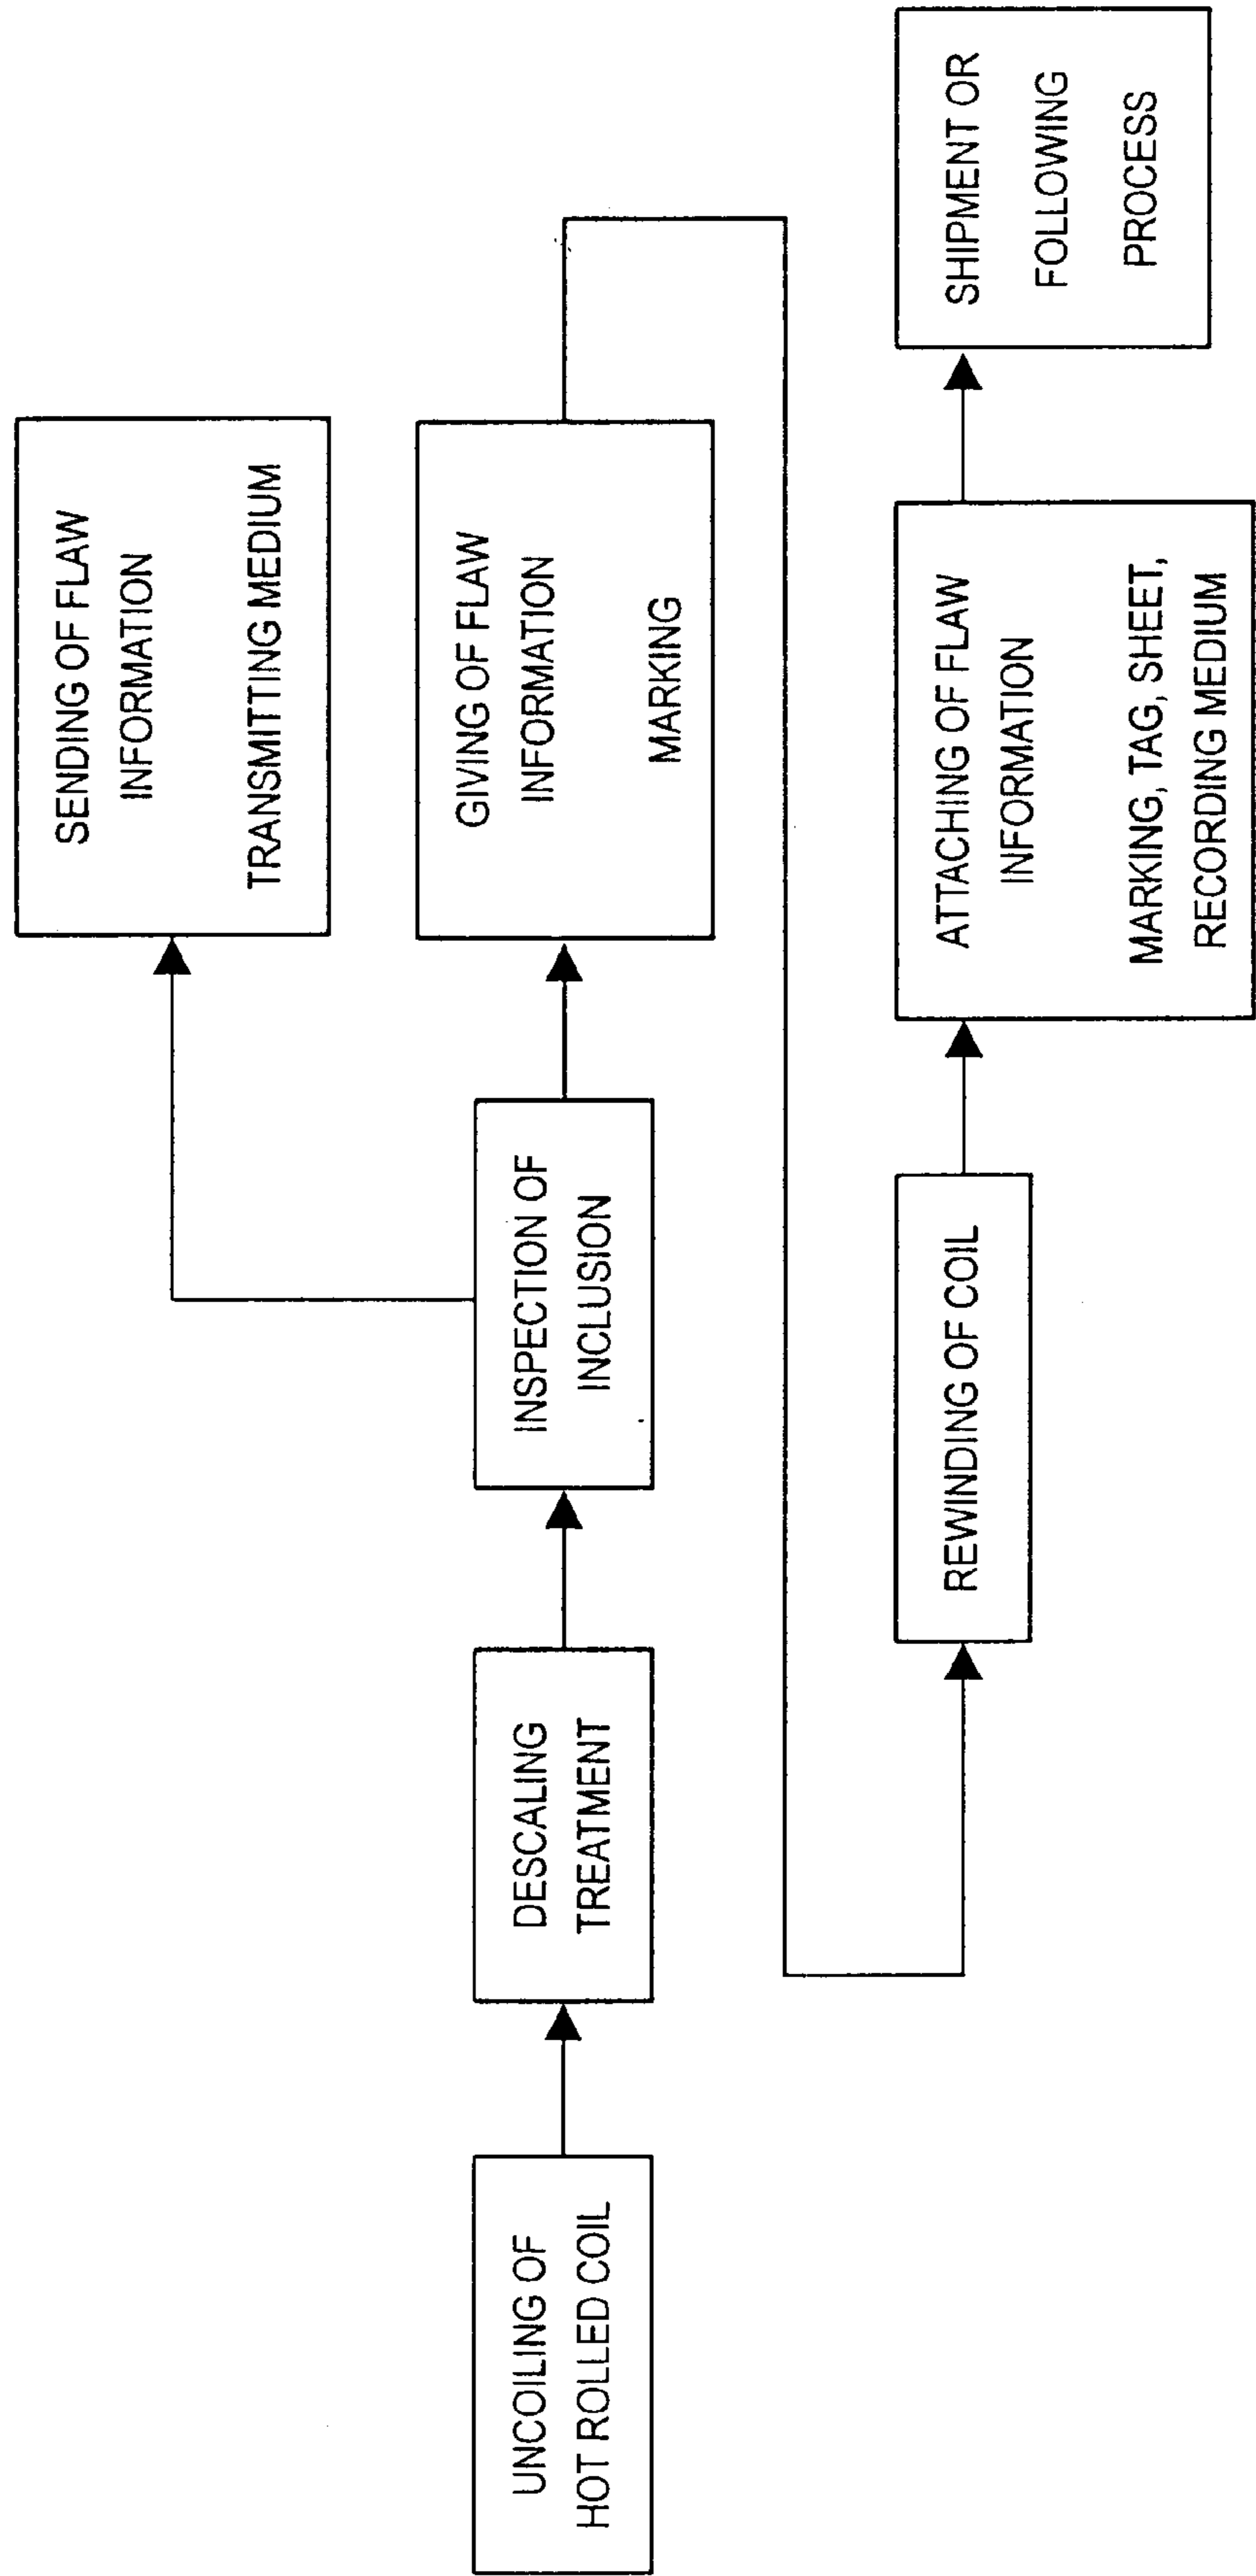 UNCOILING OF
HOT ROLLED COIL
DESCALING
TREATMENT
INSPECTION OF
INCLUSION
SENDING OF FLAW
INFORMATION
TRANSMITTING MEDIUM
GIVING OF FLAW
INFORMATION
MARKING
REWINDING OF COIL
ATTACHING OF FLAW
INFORMATION
MARKING, TAG, SHEET,
RECORDING MEDIUM
SHIPMENT OR
FOLLOWING
PROCESS